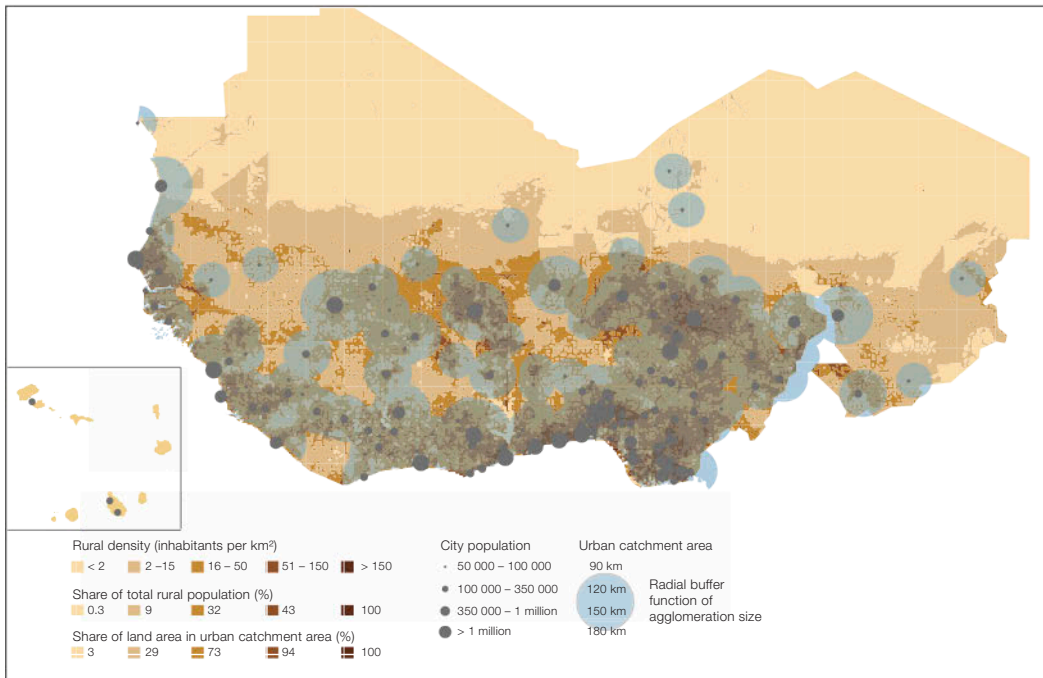 Rural density (inhabitants per km²)
< 2 2 –15 16 – 50 51 – 150 > 150
Share of total rural population (%)
0.3 9 32 43 100
Share of land area in urban catchment area (%)
3 29 73 94 100
City population
50 000 – 100 000
100 000 – 350 000
350 000 – 1 million
> 1 million
Urban catchment area
90 km
120 km
150 km
180 km
Radial buffer
function of
agglomeration size